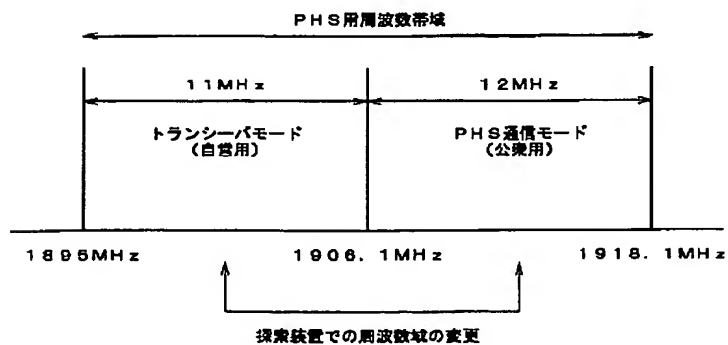 PHS用周波数帯域
11MHz
12MHz
トランシーバモード
(自営用)
PHS通信モード
(公衆用)
1895MHz
1906.1MHz
1918.1MHz
探索装置での周波数域の変更